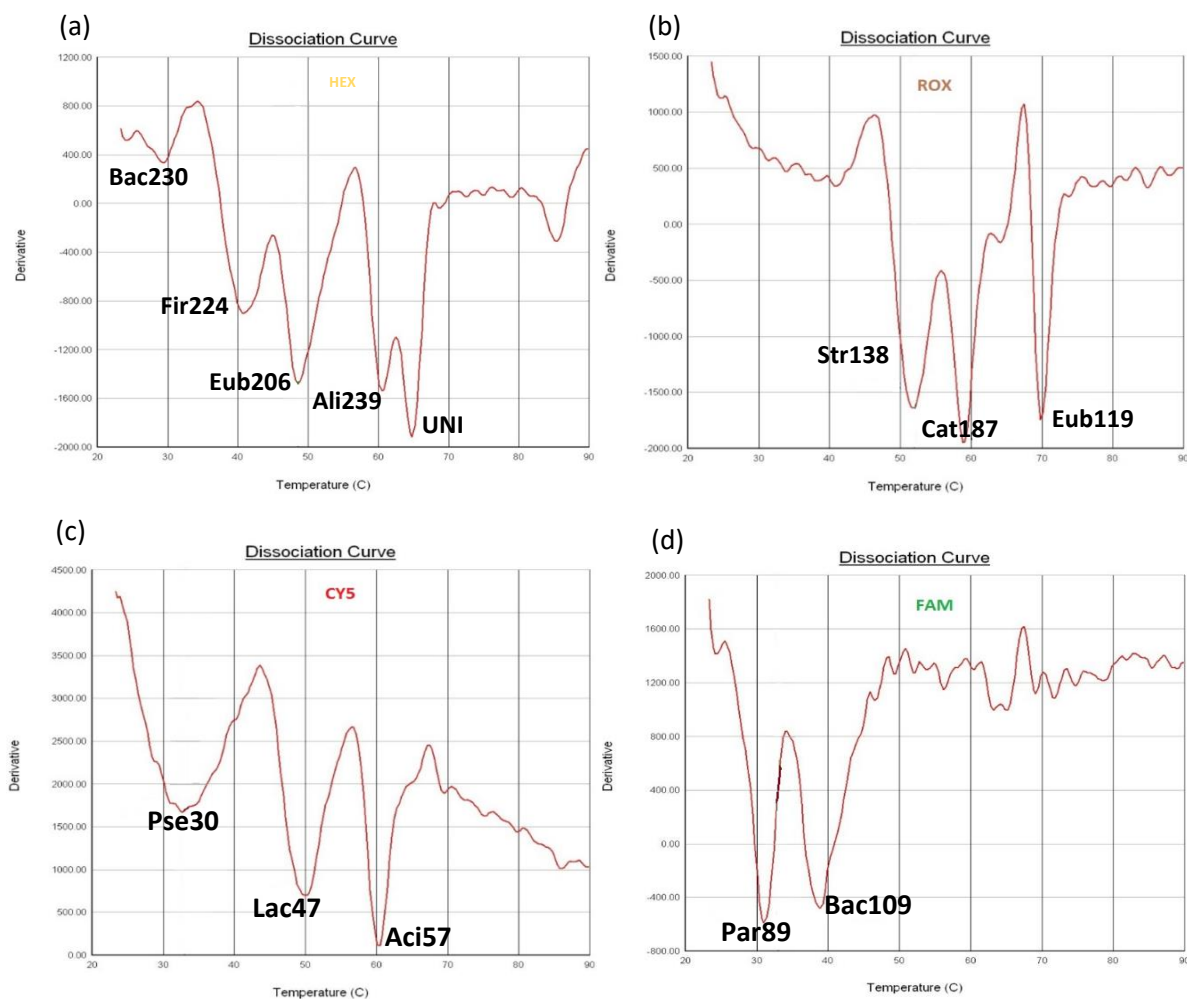 (a)
Dissociation Curve
HEX
1200.00
800.00
400.00
0.00
-400.00
-800.00
-1200.00
-1600.00
-2000.00
Derivative
Bac230
Fir224
Eub206
Ali239
UNI
20 30 40 50 60 70 80 90
Temperature (C)
(b)
Dissociation Curve
ROX
1500.00
1000.00
500.00
0.00
-500.00
-1000.00
-1500.00
-2000.00
Derivative
Str138
Cat187
Eub119
20 30 40 50 60 70 80 90
Temperature (C)
(c)
Dissociation Curve
CY5
4500.00
4000.00
3500.00
3000.00
2500.00
2000.00
1500.00
1000.00
500.00
0.00
Derivative
Pse30
Lac47
Aci57
20 30 40 50 60 70 80 90
Temperature (C)
(d)
Dissociation Curve
FAM
2000.00
1600.00
1200.00
800.00
400.00
0.00
-400.00
-800.00
Derivative
Par89
Bac109
20 30 40 50 60 70 80 90
Temperature (C)